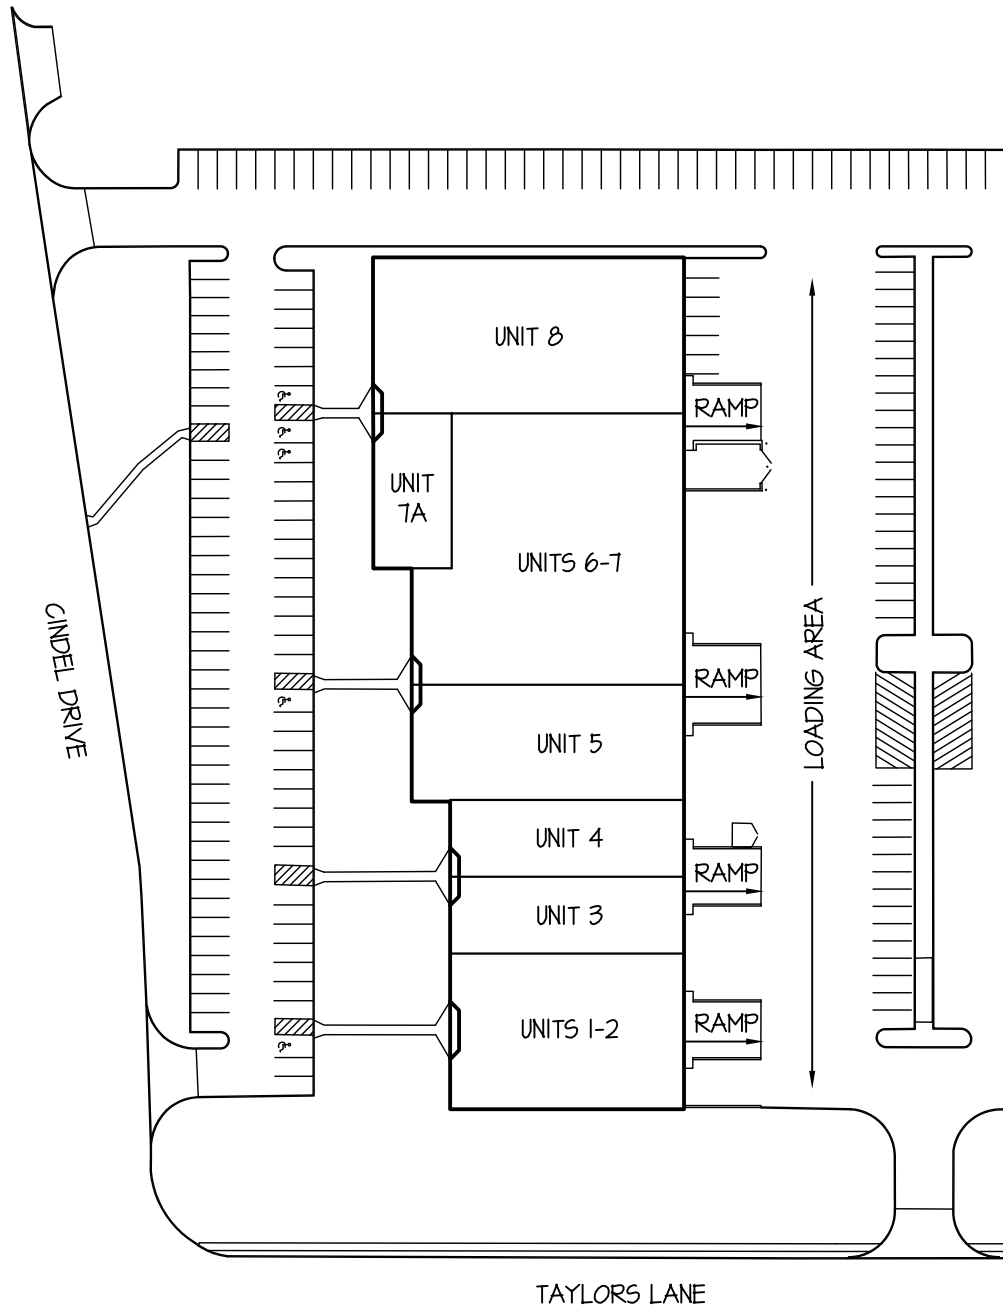 UNIT 8
RAMP
UNIT
7A
UNITS 6-7
LOADING AREA
CINDEL DRIVE
RAMP
UNIT 5
UNIT 4
RAMP
UNIT 3
UNITS 1-2
RAMP
TAYLORS LANE